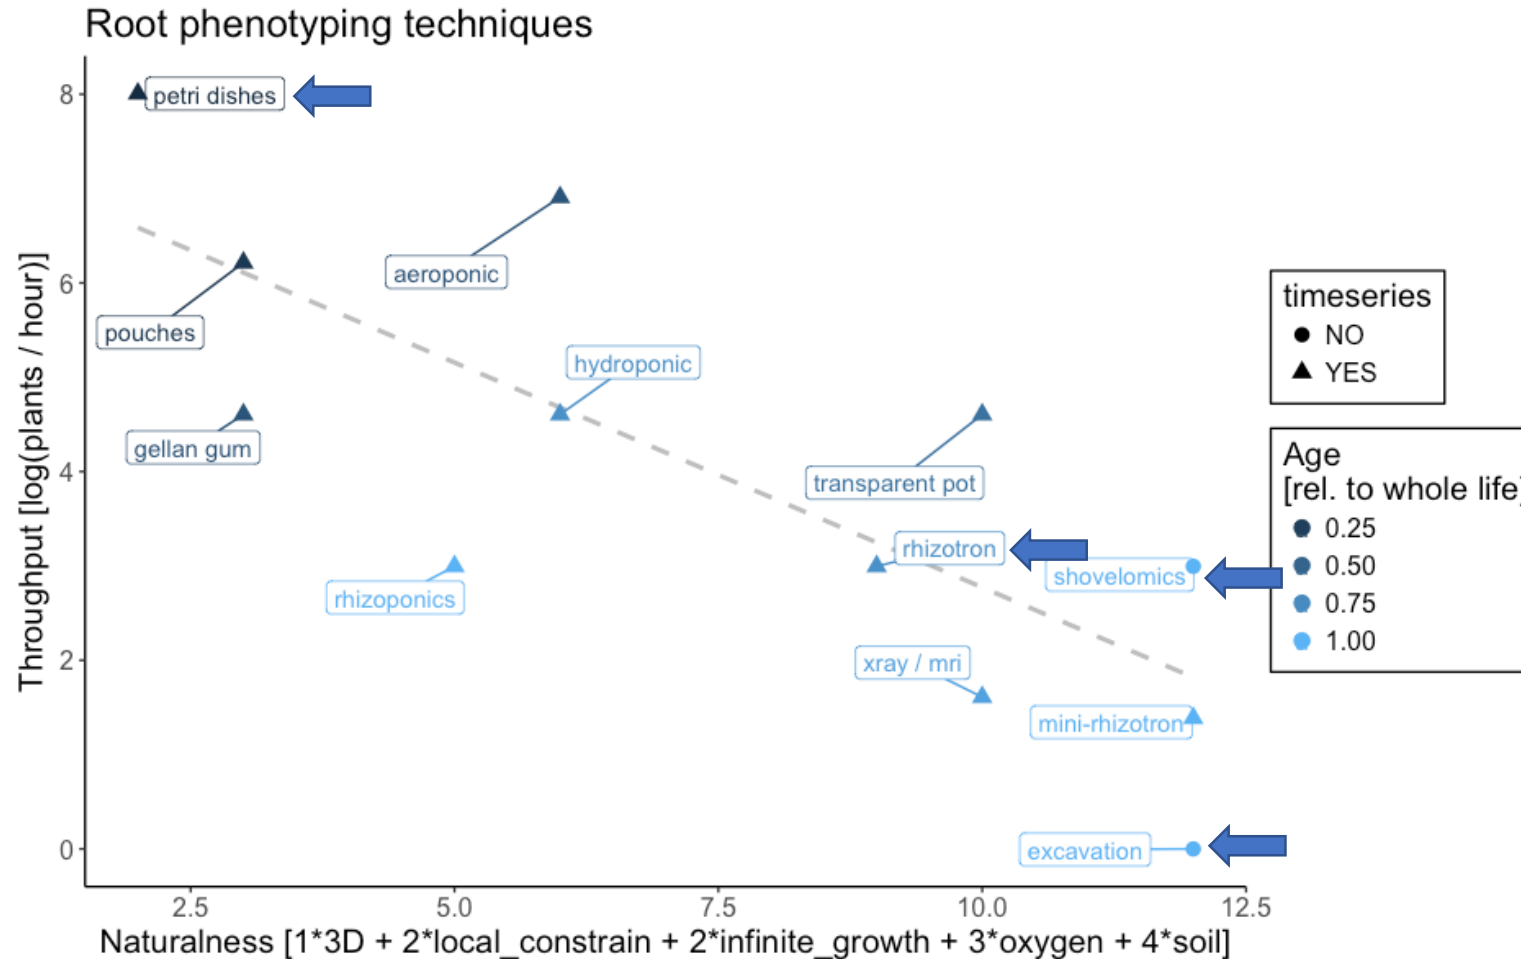 Root phenotyping techniques
8
petri dishes
aeroponic
6
pouches
hydroponic
gellan gum
4
transparent pot
rhizotron
shovelomics
rhizoponics
2
xray / mri
mini-rhizotron
0
excavation
2.5 5.0 7.5 10.0 12.5
Throughput [log(plants / hour)]
Naturalness [1*3D + 2*local_constrain + 2*infinite_growth + 3*oxygen + 4*soil]
timeseries
NO
YES
Age
[rel. to whole life]
0.25
0.50
0.75
1.00